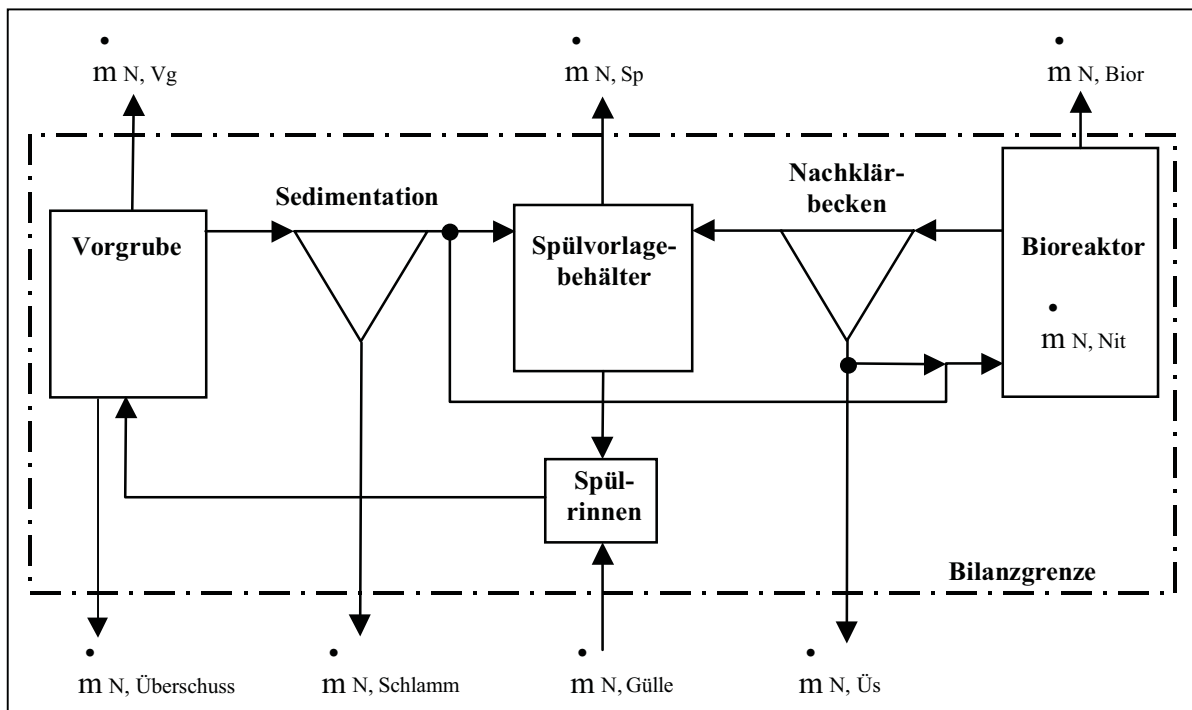 ṁ N, Vg
ṁ N, Sp
ṁ N, Bior
Sedimentation
Nachklär-
becken
Vorgrube
Spülvorlage-
behälter
Bioreaktor
ṁ N, Nit
Spül-
rinnen
Bilanzgrenze
ṁ N, Überschuss
ṁ N, Schlamm
ṁ N, Gülle
ṁ N, Üs